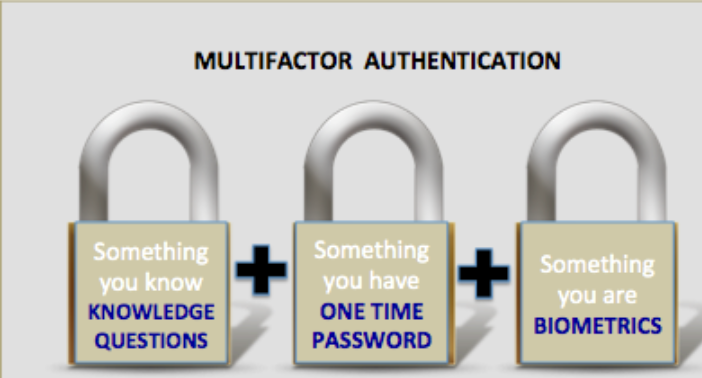 MULTIFACTOR AUTHENTICATION
Something
you know
KNOWLEDGE
QUESTIONS
Something
you have
ONE TIME
PASSWORD
Something
you are
BIOMETRICS